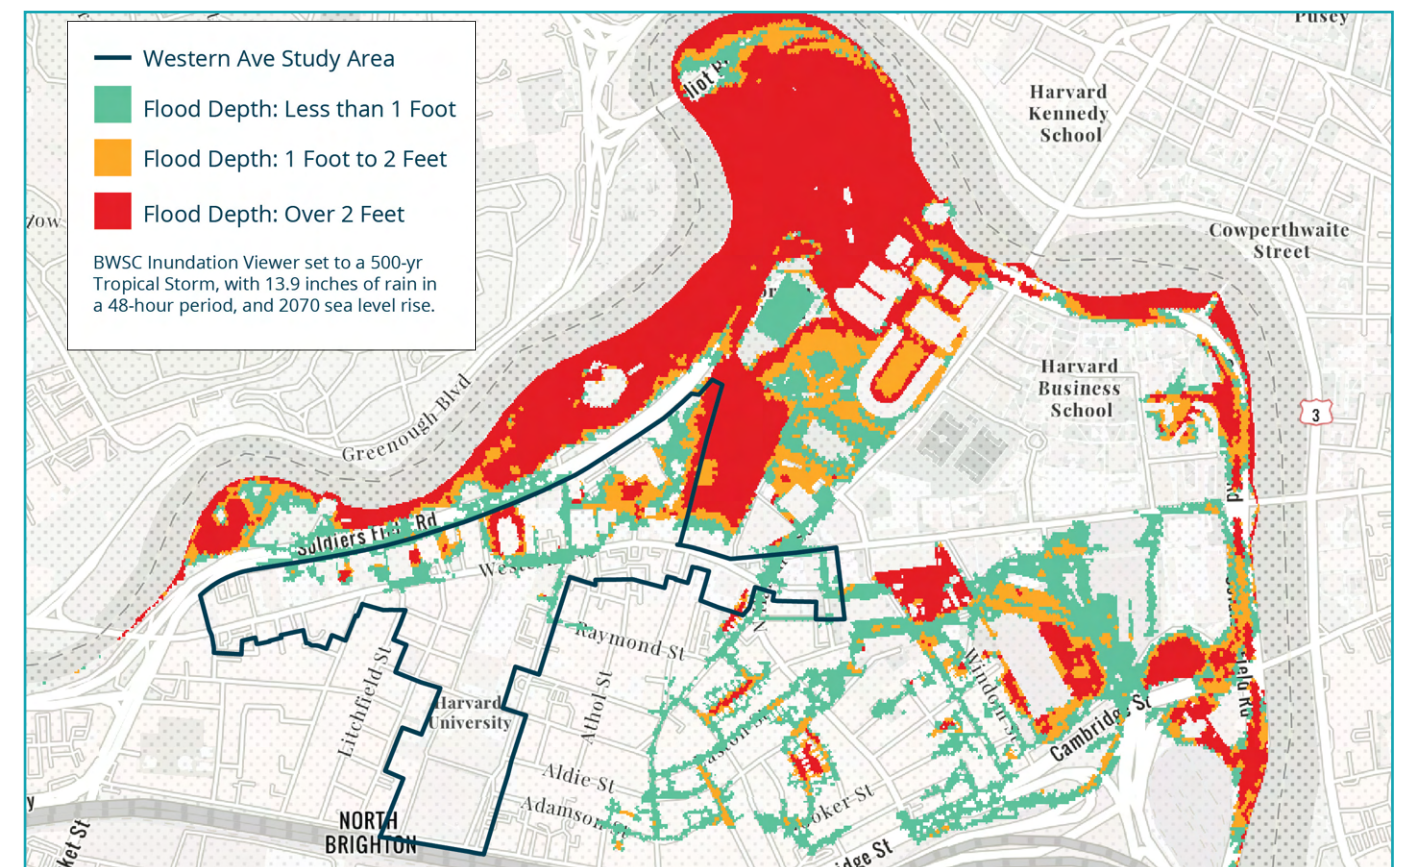 Western Ave Study Area
Flood Depth: Less than 1 Foot
Flood Depth: 1 Foot to 2 Feet
Flood Depth: Over 2 Feet
BWSC Inundation Viewer set to a 500-yr
Tropical Storm, with 13.9 inches of rain in
a 48-hour period, and 2070 sea level rise.
Pusey
Harvard
Kennedy
School
Cowperthwaite
Street
Harvard
Business
School
3
Greenough Blvd
Rd
Raymond St
Litchfield St
Athol St
Harvard
University
Windom St
Cambridge St
Aldie St
Adamson St
NORTH
BRIGHTON